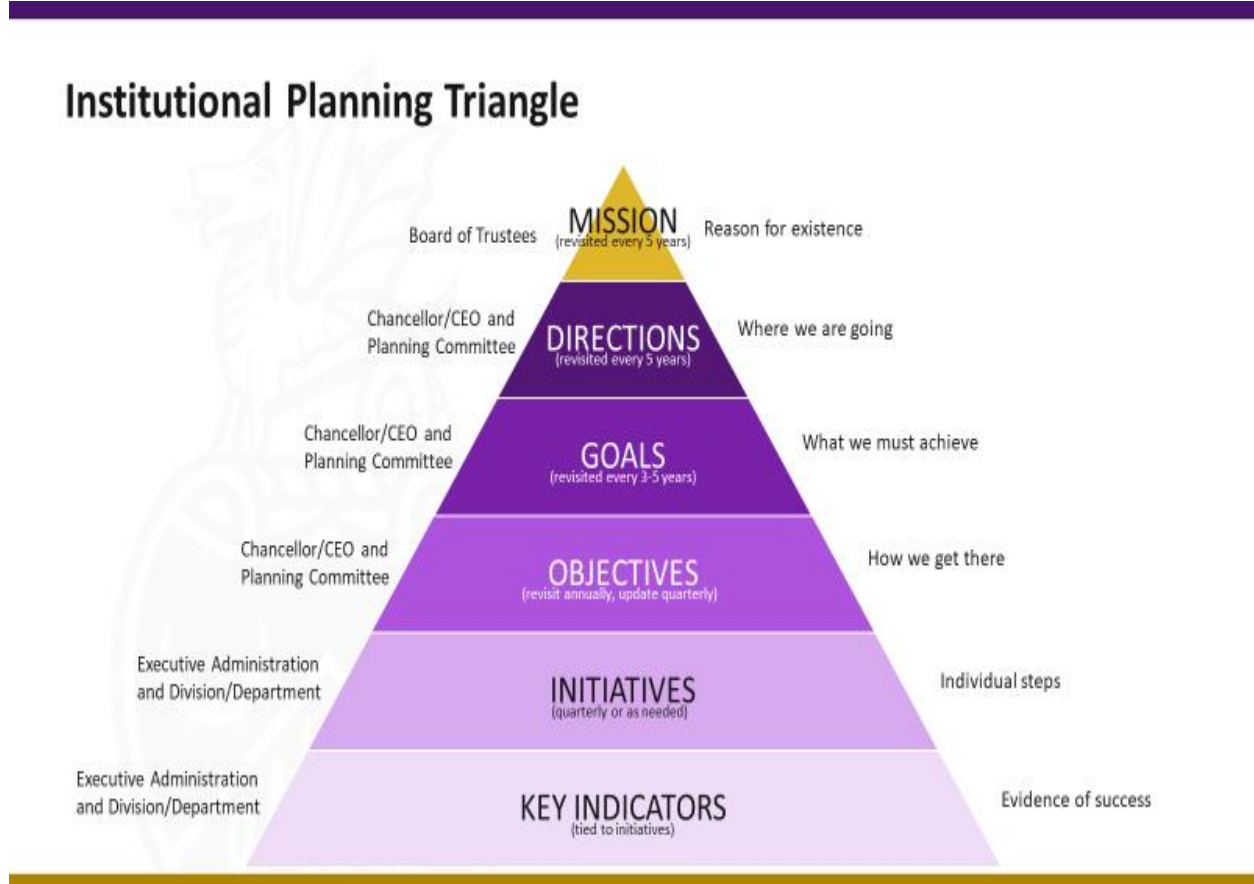 Institutional Planning Triangle
Board of Trustees
MISSION
(revisited every 5 years)
Reason for existence
Chancellor/CEO and
Planning Committee
DIRECTIONS
(revisited every 5 years)
Where we are going
Chancellor/CEO and
Planning Committee
GOALS
(revisited every 3-5 years)
What we must achieve
Chancellor/CEO and
Planning Committee
OBJECTIVES
(revisit annually, update quarterly)
How we get there
Executive Administration
and Division/Department
INITIATIVES
(quarterly or as needed)
Individual steps
Executive Administration
and Division/Department
KEY INDICATORS
(tied to initiatives)
Evidence of success